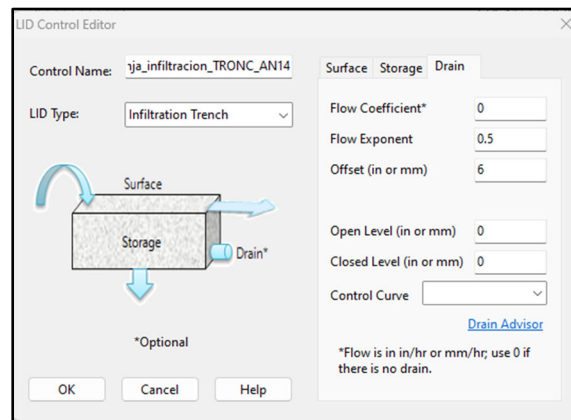 LID Control Editor
Control Name: nja_infiltracion_TRONC_AN14
LID Type: Infiltration Trench
Surface
Storage
Drain*
*Optional
OK Cancel Help
Surface Storage Drain
Flow Coefficient* 0
Flow Exponent 0.5
Offset (in or mm) 6
Open Level (in or mm) 0
Closed Level (in or mm) 0
Control Curve
Drain Advisor
*Flow is in in/hr or mm/hr; use 0 if
there is no drain.